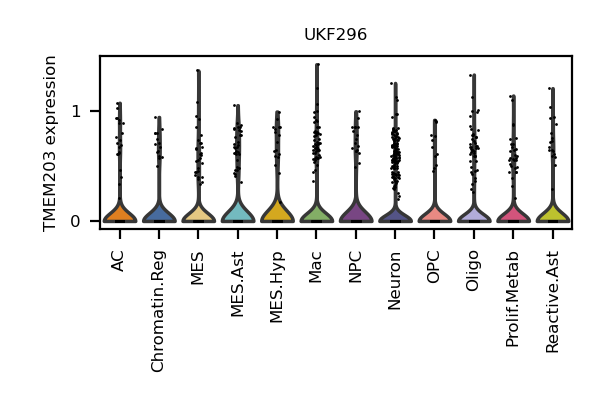 UKF296
TMEM203 expression
1
0
AC
Chromatin.Reg
MES
MES.Ast
MES.Hyp
Mac
NPC
Neuron
OPC
Oligo
Prolif.Metab
Reactive.Ast